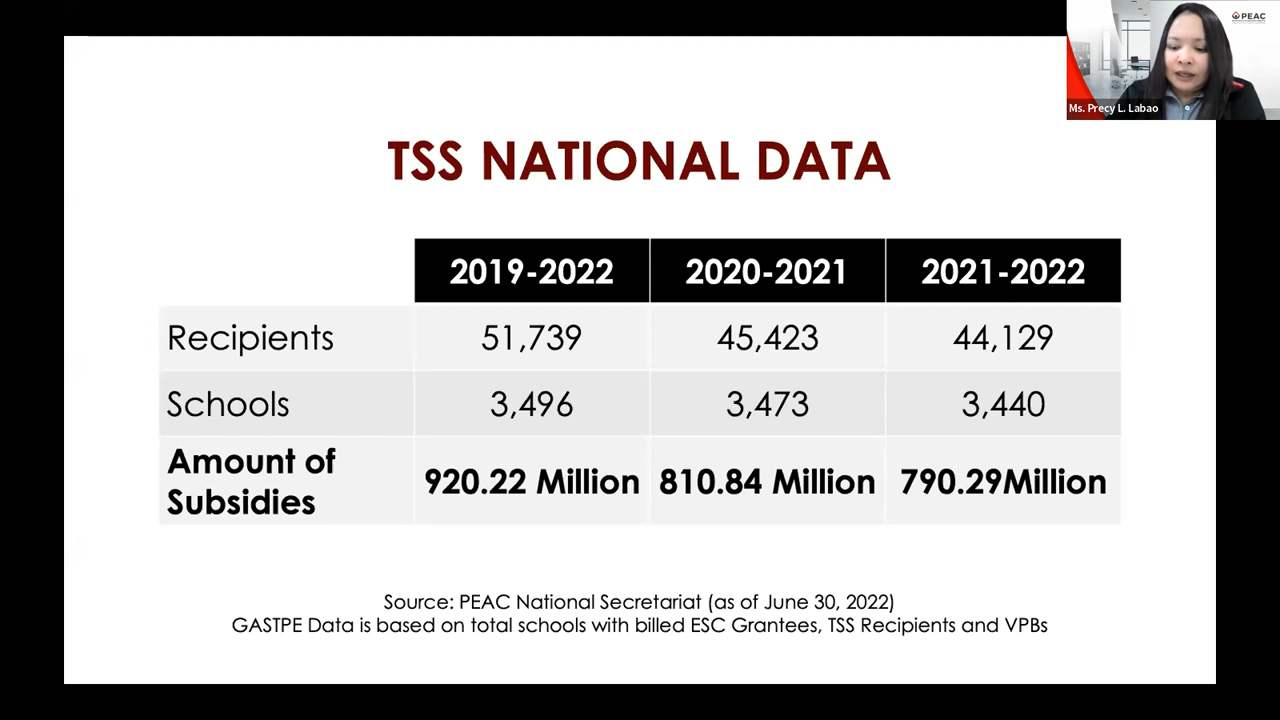 PEAC
Ms. Precy L. Labao
TSS NATIONAL DATA
2019-2022 2020-2021 2021-2022
Recipients 51,739 45,423 44,129
Schools 3,496 3,473 3,440
Amount of
Subsidies 920.22 Million 810.84 Million 790.29Million
Source: PEAC National Secretariat (as of June 30, 2022)
GASTPE Data is based on total schools with billed ESC Grantees, TSS Recipients and VPBs